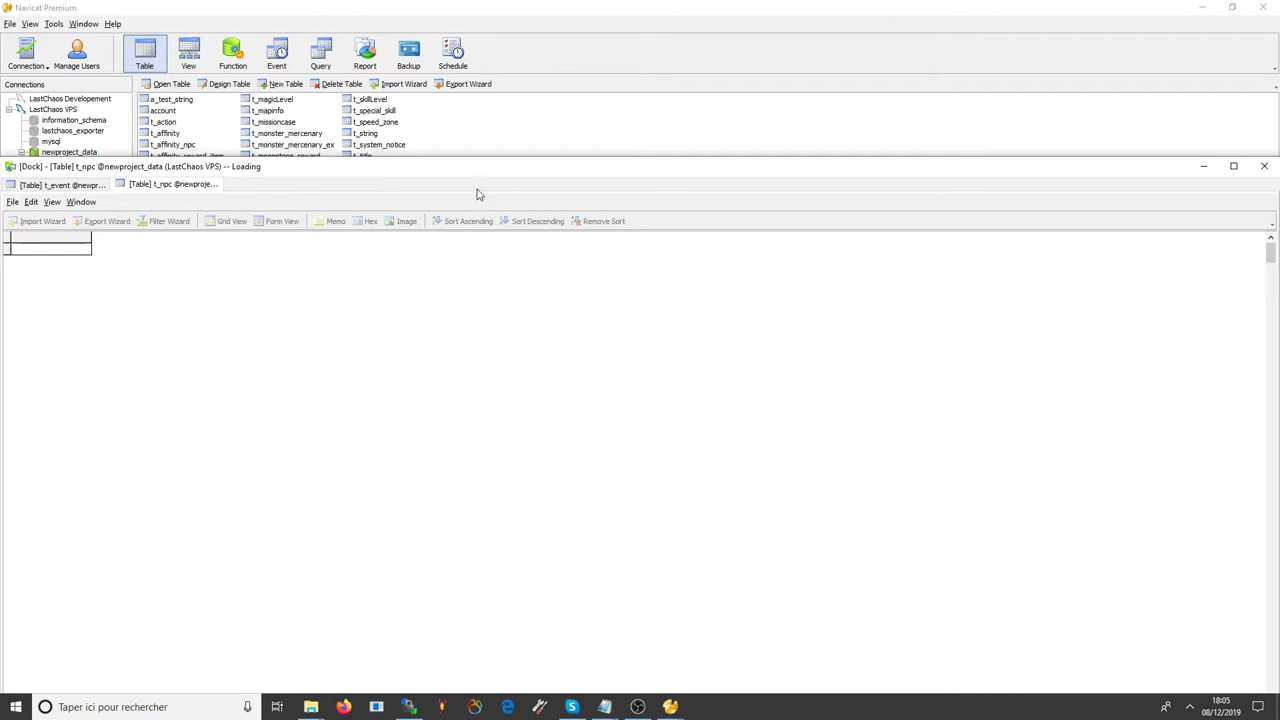 Navicat Premium
File View Tools Window Help
Connection Manage Users Table View Function Event Query Report Backup Schedule
Connections
Open Table Design Table New Table Delete Table Import Wizard Export Wizard
LastChaos Developement
LastChaos VPS
information_schema
lastchaos_exporter
mysql
newproject_data
a_test_string t_magicLevel t_skillLevel
account t_mapinfo t_special_skill
t_action t_missioncase t_speed_zone
t_affinity t_monster_mercenary t_string
t_affinity_npc t_monster_mercenary_ex t_system_notice
t_affinity_reward_item t_moonstone_reward t_title
[Dock] - [Table] t_npc @newproject_data (LastChaos VPS) -- Loading
[Table] t_event @newpr... [Table] t_npc @newproje...
File Edit View Window
Import Wizard Export Wizard Filter Wizard Grid View Form View Memo Hex Image Sort Ascending Sort Descending Remove Sort
Taper ici pour rechercher
18:05
08/12/2019